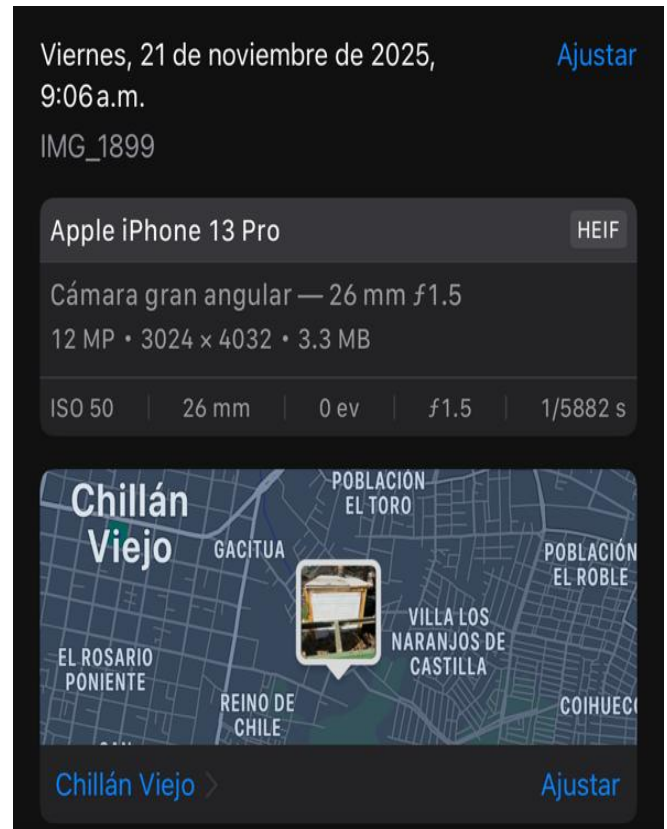 Viernes, 21 de noviembre de 2025,
9:06 a.m.
Ajustar
IMG_1899
Apple iPhone 13 Pro
HEIF
Cámara gran angular — 26 mm ƒ1.5
12 MP • 3024 × 4032 • 3.3 MB
ISO 50 | 26 mm | 0 ev | ƒ1.5 | 1/5882 s
Chillán
Viejo
POBLACIÓN
EL TORO
GACITUA
POBLACIÓN
EL ROBLE
VILLA LOS
NARANJOS DE
CASTILLA
EL ROSARIO
PONIENTE
REINO DE
CHILE
COIHUEC
Chillán Viejo >
Ajustar